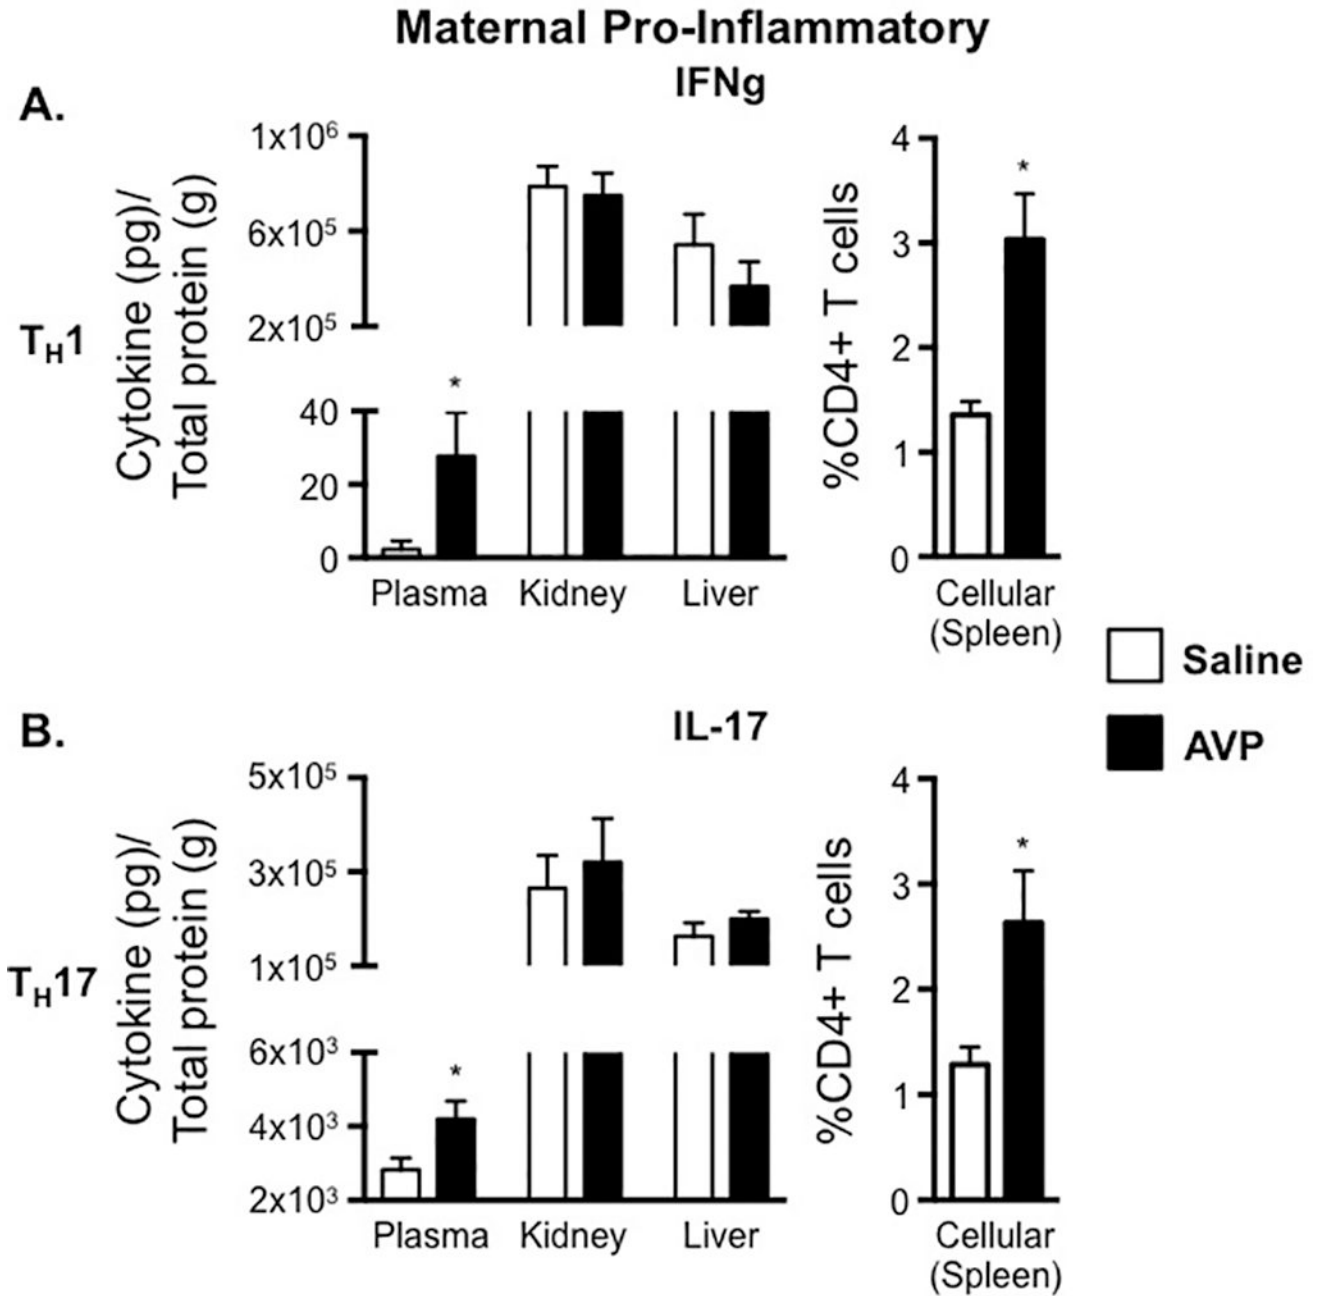 Maternal Pro-Inflammatory
IFNg
A.
TH1
Cytokine (pg)/
Total protein (g)
1x10⁶
6x10⁵
2x10⁵
40
20
0
*
Plasma
Kidney
Liver
%CD4+ T cells
4
3
2
1
0
*
Cellular
(Spleen)
Saline
AVP
B.
IL-17
TH17
Cytokine (pg)/
Total protein (g)
5x10⁵
3x10⁵
1x10⁵
6x10³
4x10³
2x10³
*
Plasma
Kidney
Liver
%CD4+ T cells
4
3
2
1
0
*
Cellular
(Spleen)